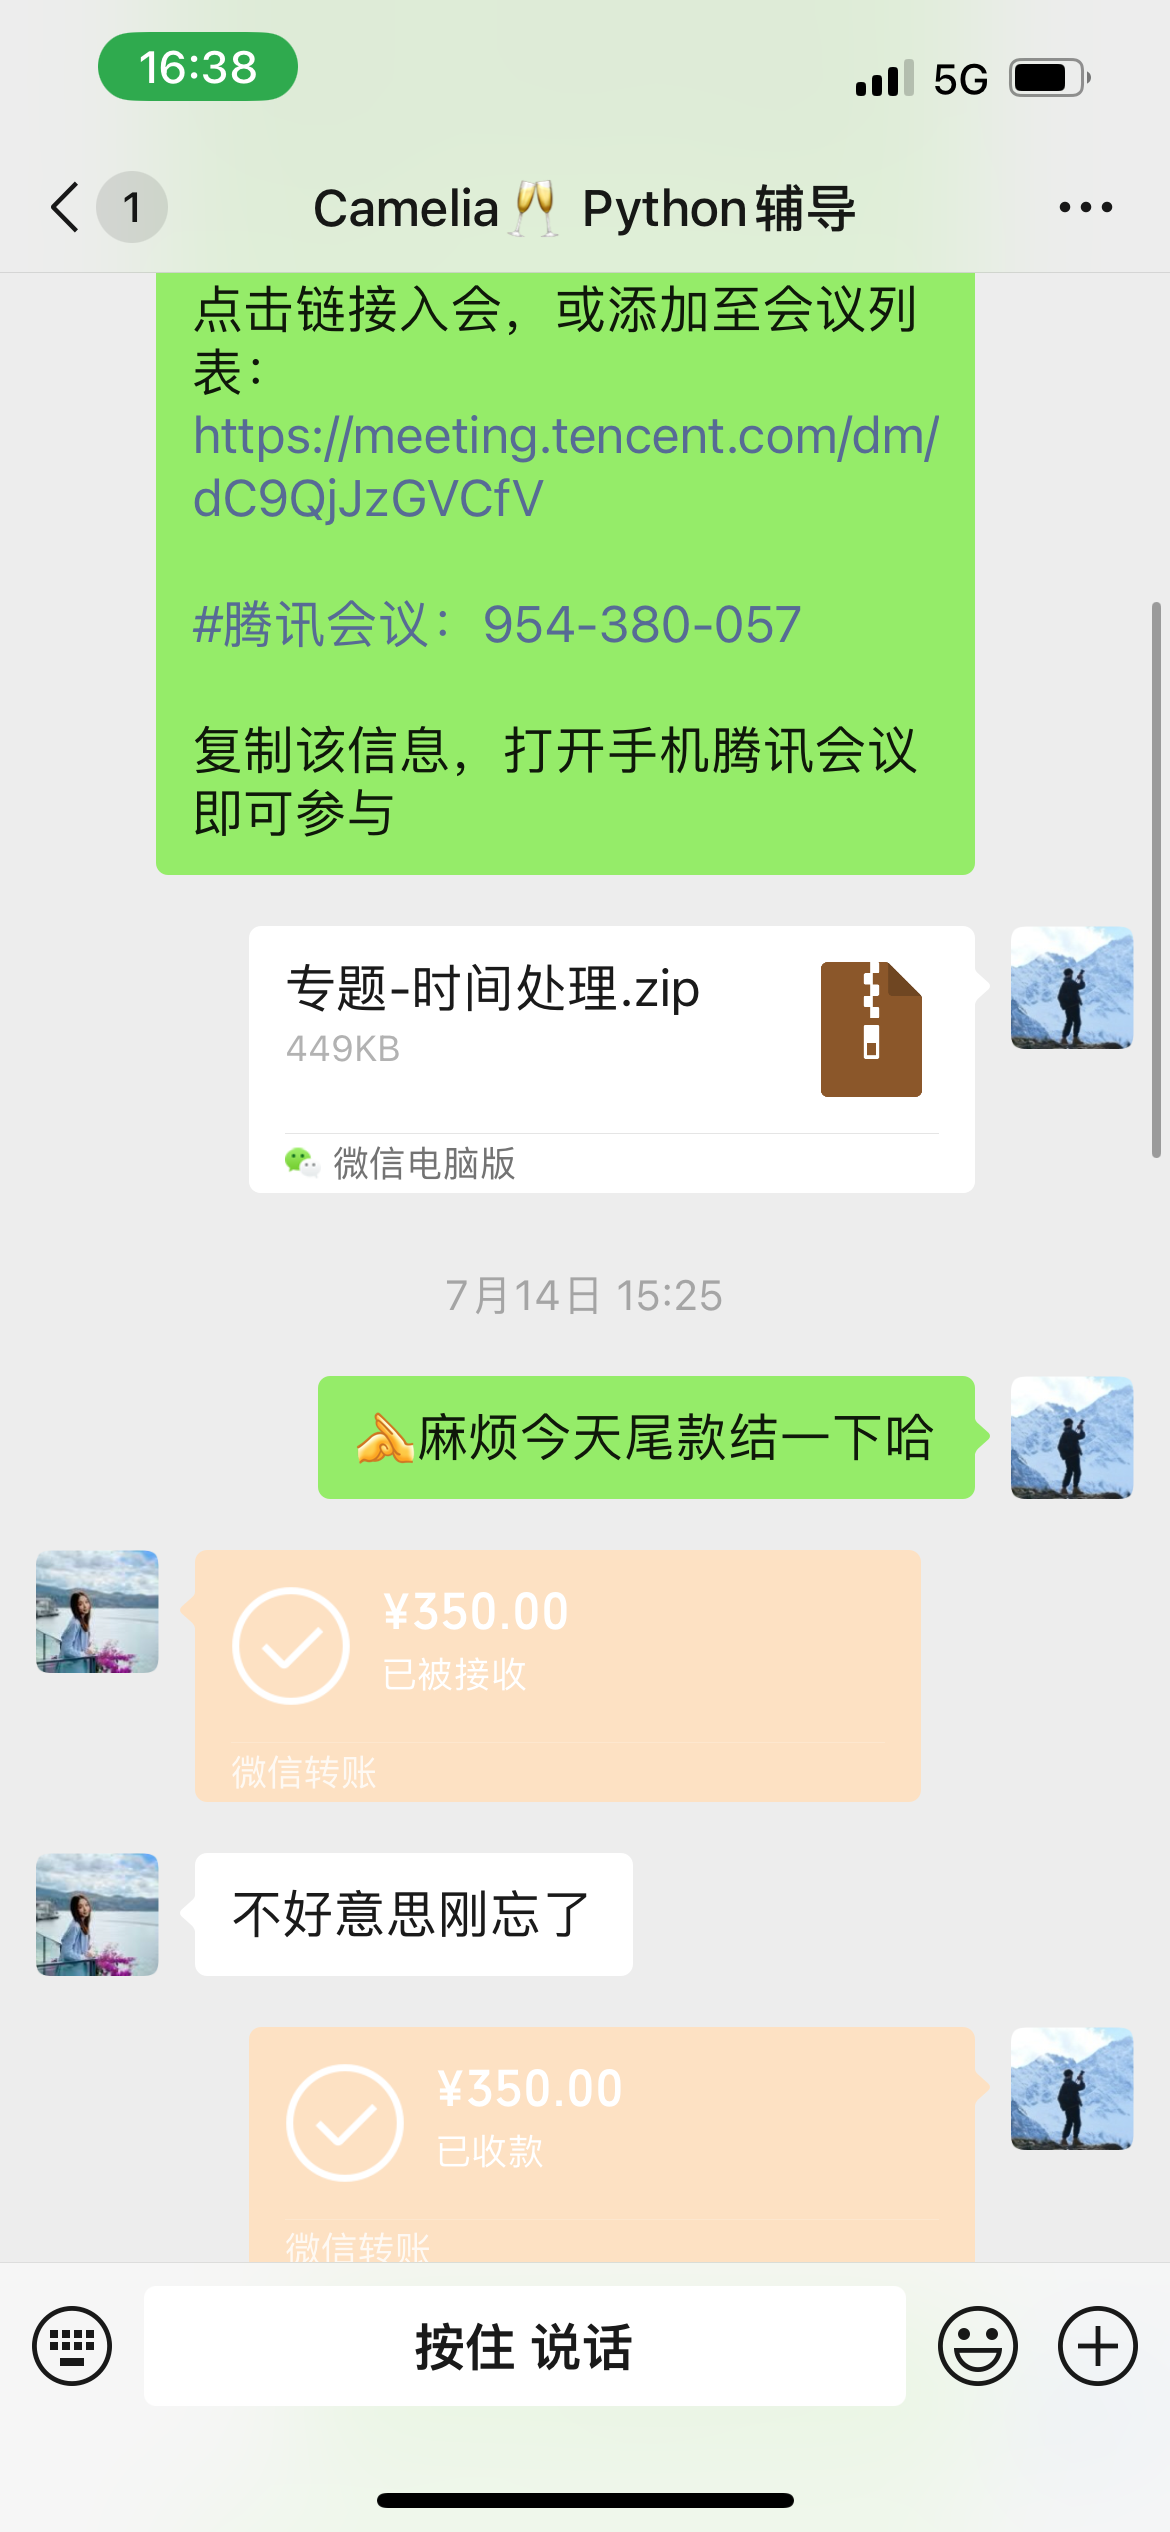 16:38
5G
1
Camelia🥂 Python辅导
点击链接入会，或添加至会议列
表：
https://meeting.tencent.com/dm/
dC9QjJzGVCfV
#腾讯会议：954-380-057
复制该信息，打开手机腾讯会议
即可参与
专题-时间处理.zip
449KB
微信电脑版
7月14日 15:25
麻烦今天尾款结一下哈
¥350.00
已被接收
微信转账
不好意思刚忘了
¥350.00
已收款
微信转账
按住 说话